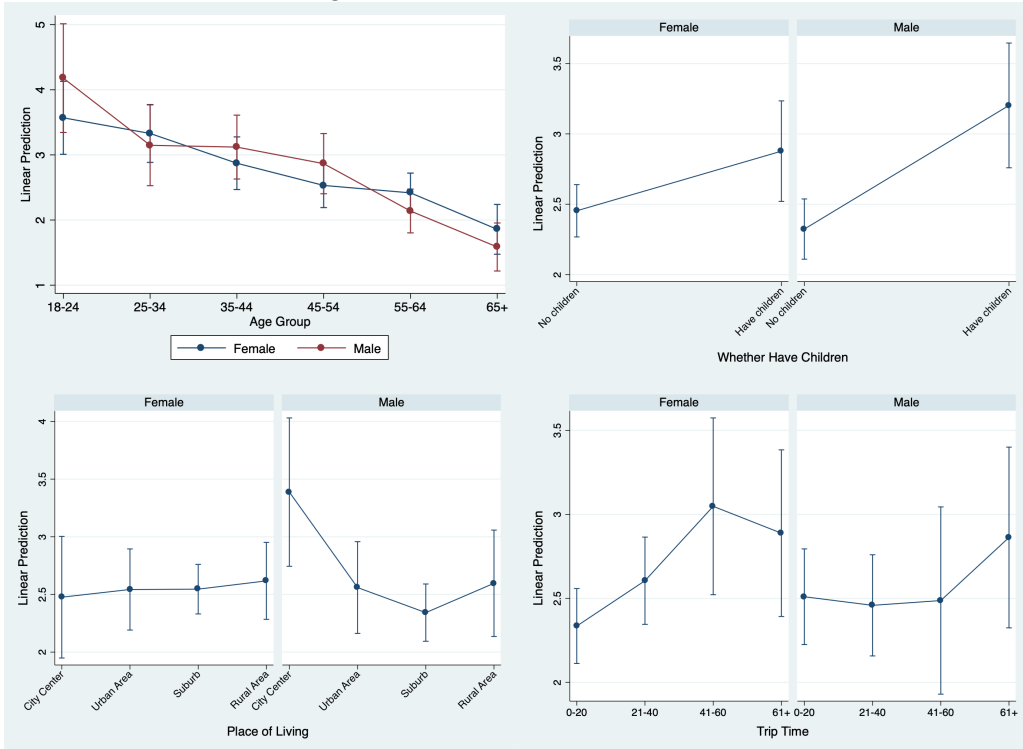 5
4
3
2
1
Linear Prediction
18-24 25-34 35-44 45-54 55-64 65+
Age Group
Female Male
Female Male
3.5
3
2.5
2
Linear Prediction
No children Have children No children Have children
Whether Have Children
Female Male
4
3.5
3
2.5
2
Linear Prediction
City Center Urban Area Suburb Rural Area City Center Urban Area Suburb Rural Area
Place of Living
Female Male
3.5
3
2.5
2
Linear Prediction
0-20 21-40 41-60 61+ 0-20 21-40 41-60 61+
Trip Time